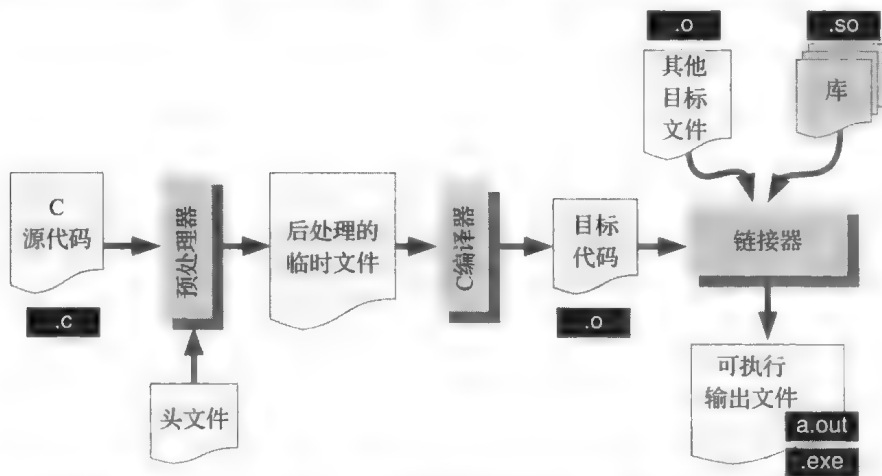 .o
.so
其他
目标
文件
库
C
源代码
预处理器
后处理的
临时文件
C编译器
目标
代码
链接器
.c
.o
头文件
可执行
输出文件
a.out
.exe